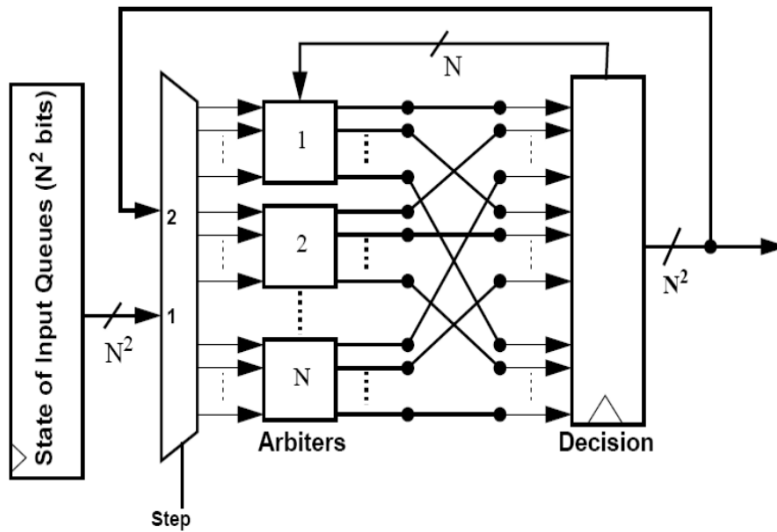 State of Input Queues (N² bits)
N
2
1
N²
1
2
N
N²
Arbiters
Decision
Step